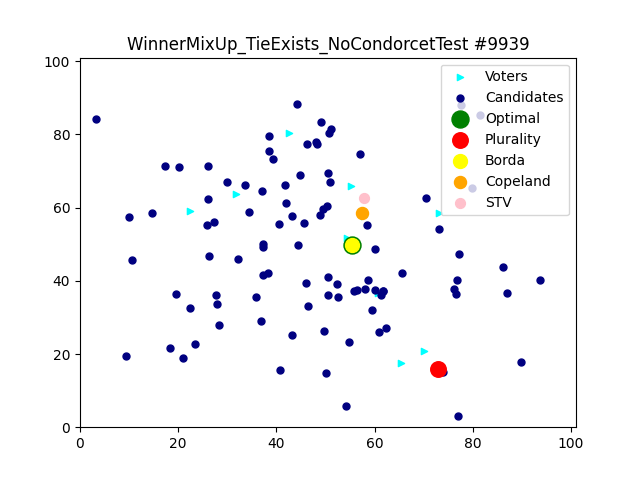 WinnerMixUp_TieExists_NoCondorcetTest #9939
100
80
60
40
20
0
0 20 40 60 80 100
Voters
Candidates
Optimal
Plurality
Borda
Copeland
STV